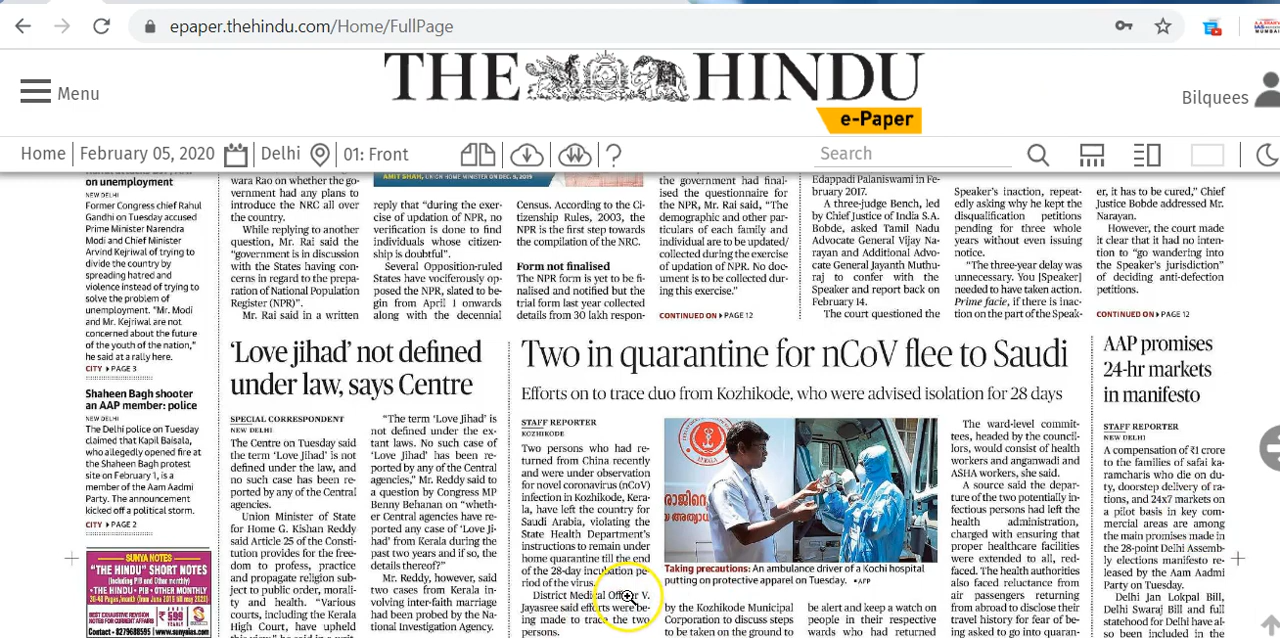 epaper.thehindu.com/Home/FullPage
THE HINDU
e-Paper
Menu
Bilquees
Home
February 05, 2020
Delhi
01: Front
?
Search
on unemployment
NEW DELHI
Former Congress chief Rahul
Gandhi on Tuesday accused
Prime Minister Narendra
Modi and Chief Minister
Arvind Kejriwal of trying to
divide the country by
spreading hatred and
violence instead of trying to
solve the problem of
unemployment. "Mr. Modi
and Mr. Kejriwal are not
concerned about the future
of the youth of the nation,"
he said at a rally here.
CITY PAGE 3
Shaheen Bagh shooter
an AAP member: police
NEW DELHI
The Delhi police on Tuesday
claimed that Kapil Baisala,
who allegedly opened fire at
the Shaheen Bagh protest
site on February 1, is a
member of the Aam Aadmi
Party. The announcement
kicked off a political storm.
CITY PAGE 2
SUNYA NOTES
"THE HINDU" SHORT NOTES
(Including PIB and Other monthly)
THE HINDU · PIB · OTHER MONTHLY
₹599
Contact : 8279688595 | www.sunyaias.com
wara Rao on whether the go-
vernment had any plans to
introduce the NRC all over
the country.
While replying to another
question, Mr. Rai said the
"government is in discussion
with the States having con-
cerns in regard to the prepa-
ration of National Population
Register (NPR)".
Mr. Rai said in a written
AMIT SHAH, UNION HOME MINISTER ON DEC. 9, 2019
reply that "during the exer-
cise of updation of NPR, no
verification is done to find
individuals whose citizen-
ship is doubtful".
Several Opposition-ruled
States have vociferously op-
posed the NPR, slated to be-
gin from April 1 onwards
along with the decennial
Census. According to the Ci-
tizenship Rules, 2003, the
NPR is the first step towards
the compilation of the NRC.
Form not finalised
The NPR form is yet to be fi-
nalised and notified but the
trial form last year collected
details from 30 lakh respon-
the government had final-
ised the questionnaire for
the NPR, Mr. Rai said, "The
demographic and other par-
ticulars of each family and
individual are to be updated/
collected during the exercise
of updation of NPR. No doc-
ument is to be collected dur-
ing this exercise."
CONTINUED ON PAGE 12
Edappadi Palaniswami in Fe-
bruary 2017.
A three-judge Bench, led
by Chief Justice of India S.A.
Bobde, asked Tamil Nadu
Advocate General Vijay Na-
rayan and Additional Advo-
cate General Jayanth Muthu-
raj to confer with the
Speaker and report back on
February 14.
The court questioned the
Speaker's inaction, repeat-
edly asking why he kept the
disqualification petitions
pending for three whole
years without even issuing
notice.
"The three-year delay was
unnecessary. You [Speaker]
needed to have taken action.
Prime facie, if there is inac-
tion on the part of the Speak-
er, it has to be cured," Chief
Justice Bobde addressed Mr.
Narayan.
However, the court made
it clear that it had no inten-
tion to "go wandering into
the Speaker's jurisdiction"
of deciding anti-defection
petitions.
CONTINUED ON PAGE 12
'Love jihad' not defined
under law, says Centre
SPECIAL CORRESPONDENT
NEW DELHI
The Centre on Tuesday said
the term 'Love Jihad' is not
defined under the law, and
no such case has been re-
ported by any of the Central
agencies.
Union Minister of State
for Home G. Kishan Reddy
said Article 25 of the Consti-
tution provides for the free-
dom to profess, practice
and propagate religion sub-
ject to public order, morali-
ty and health. "Various
courts, including the Kerala
High Court, have upheld
"The term 'Love Jihad' is
not defined under the ex-
tant laws. No such case of
'Love Jihad' has been re-
ported by any of the Central
agencies," Mr. Reddy said to
a question by Congress MP
Benny Behanan on "wheth-
er Central agencies have re-
ported any case of 'Love Ji-
had' from Kerala during the
past two years and if so, the
details thereof?"
Mr. Reddy, however, said
two cases from Kerala in-
volving inter-faith marriage
had been probed by the Na-
tional Investigation Agency.
Two in quarantine for nCoV flee to Saudi
Efforts on to trace duo from Kozhikode, who were advised isolation for 28 days
STAFF REPORTER
KOZHIKODE
Two persons who had re-
turned from China recently
and were under observation
for novel coronavirus (nCoV)
infection in Kozhikode, Kera-
la, have left the country for
Saudi Arabia, violating the
State Health Department's
instructions to remain under
home quarantine till the end
of the 28-day incubation pe-
riod of the virus.
District Medical Officer V.
Jayasree said efforts were be-
ing made to trace the two
persons.
Taking precautions: An ambulance driver of a Kochi hospital
putting on protective apparel on Tuesday. AFP
by the Kozhikode Municipal
Corporation to discuss steps
to be taken on the ground to
be alert and keep a watch on
people in their respective
wards who had returned
The ward-level commit-
tees, headed by the council-
lors, would consist of health
workers and anganwadi and
ASHA workers, she said.
A source said the depar-
ture of the two potentially in-
fectious persons had left the
health administration,
charged with ensuring that
proper healthcare facilities
were extended to all, red-
faced. The health authorities
also faced reluctance from
air passengers returning
from abroad to disclose their
travel history for fear of be-
ing asked to go into quaran-
AAP promises
24-hr markets
in manifesto
STAFF REPORTER
NEW DELHI
A compensation of ₹1 crore
to the families of safai ka-
ramcharis who die on du-
ty, doorstep delivery of ra-
tions, and 24x7 markets on
a pilot basis in key com-
mercial areas are among
the main promises made in
the 28-point Delhi Assemb-
ly elections manifesto re-
leased by the Aam Aadmi
Party on Tuesday.
Delhi Jan Lokpal Bill,
Delhi Swaraj Bill and full
statehood for Delhi have
also been included in the